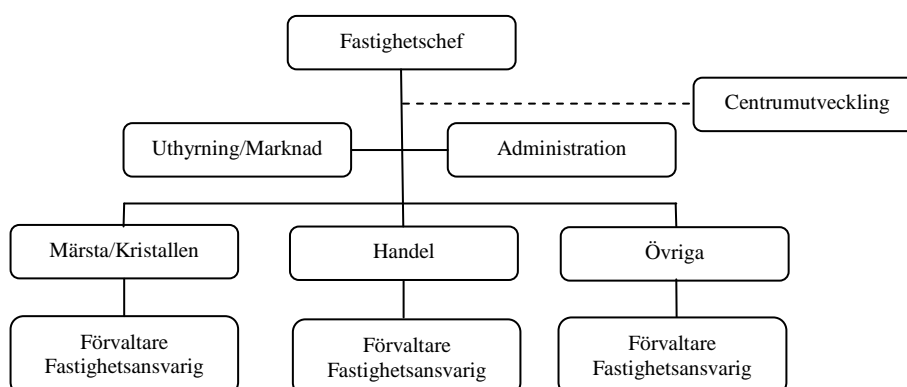 Fastighetschef
Centrumutveckling
Uthyrning/Marknad
Administration
Märsta/Kristallen
Handel
Övriga
Förvaltare
Fastighetsansvarig
Förvaltare
Fastighetsansvarig
Förvaltare
Fastighetsansvarig